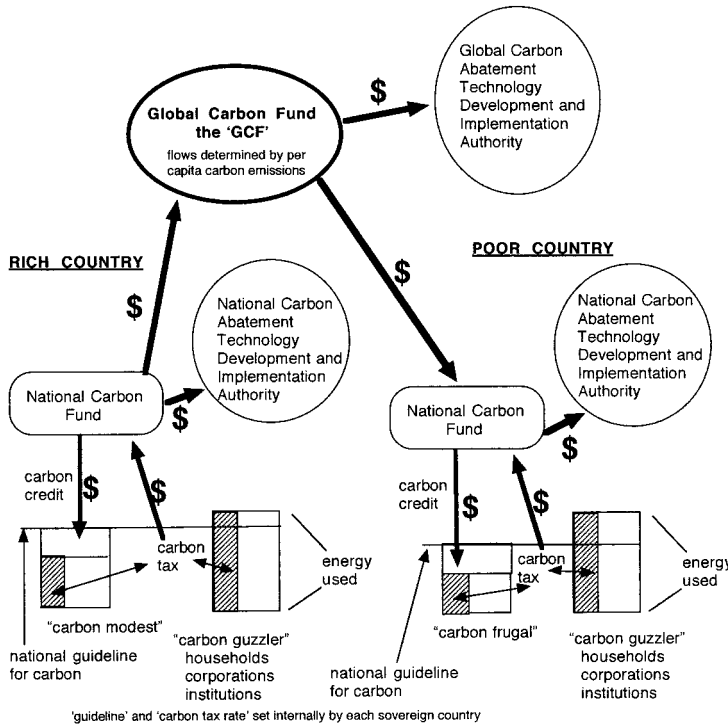 Global Carbon
Abatement
Technology
Development and
Implementation
Authority
$
Global Carbon Fund
the 'GCF'
flows determined by per
capita carbon emissions
RICH COUNTRY
POOR COUNTRY
$
$
National Carbon
Abatement
Technology
Development and
Implementation
Authority
National Carbon
Abatement
Technology
Development and
Implementation
Authority
National Carbon
Fund
$
National Carbon
Fund
$
carbon
credit
$
$
carbon
credit
$
$
carbon
tax
energy
used
carbon
tax
energy
used
"carbon modest"
"carbon guzzler"
households
corporations
institutions
"carbon frugal"
"carbon guzzler"
households
corporations
institutions
national guideline
for carbon
national guideline
for carbon
'guideline' and 'carbon tax rate' set internally by each sovereign country